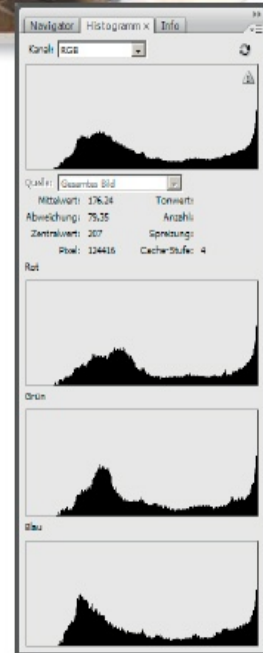 Navigator Histogramm × Info
Kanal: RGB
Quelle: Gesamtes Bild
Mittelwert: 176.24 Tonwert:
Abweichung: 79,35 Anzahl:
Zentralwert: 207 Spreizung:
Pixel: 124416 Cache-Stufe: 4
Rot
Grün
Blau